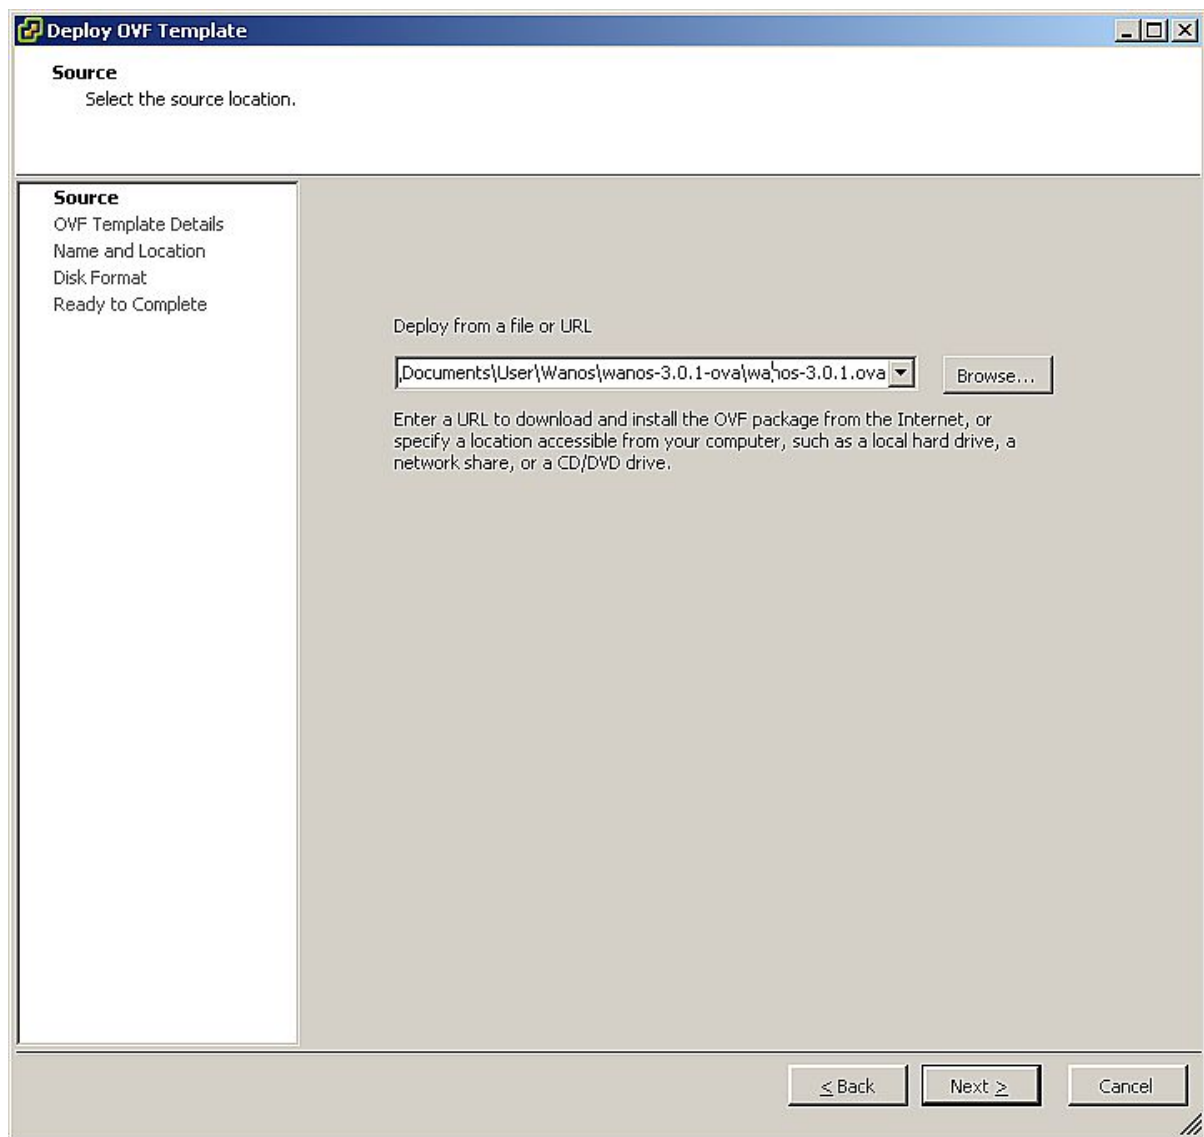 Deploy OVF Template
Source
Select the source location.
Source
OVF Template Details
Name and Location
Disk Format
Ready to Complete
Deploy from a file or URL
Documents\User\Wanos\wanos-3.0.1-ova\wanos-3.0.1.ova
Browse...
Enter a URL to download and install the OVF package from the Internet, or
specify a location accessible from your computer, such as a local hard drive, a
network share, or a CD/DVD drive.
< Back
Next >
Cancel